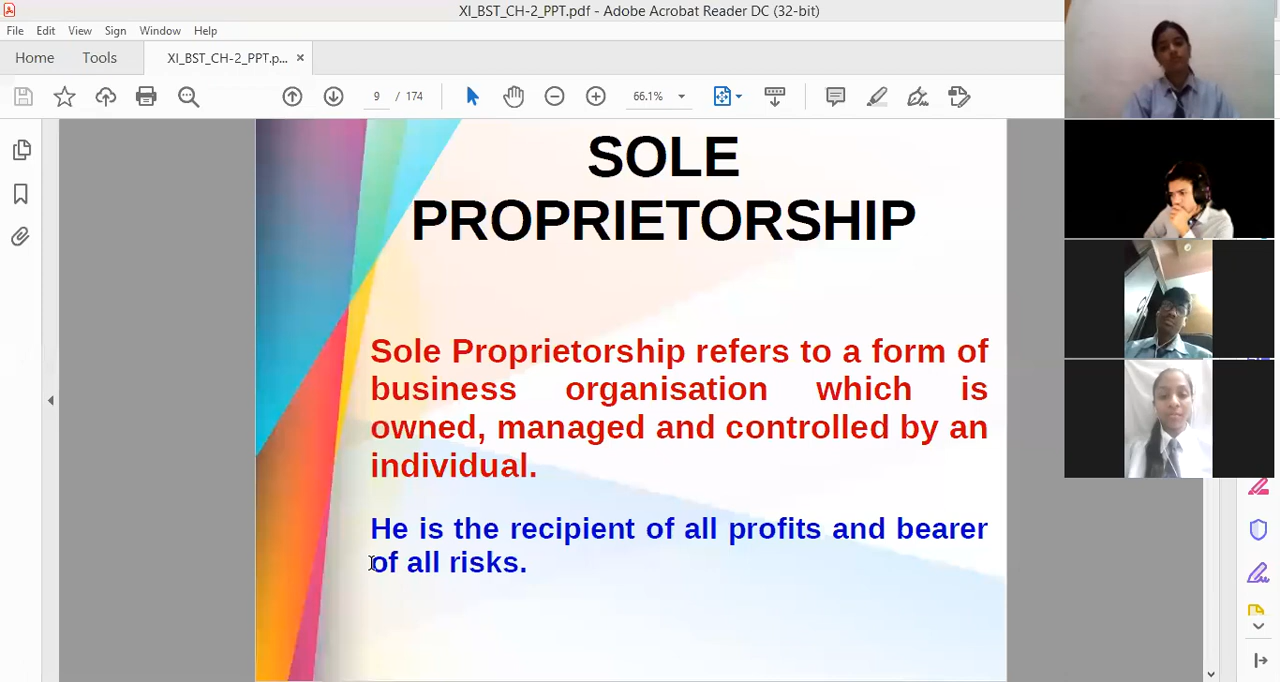 XI_BST_CH-2_PPT.pdf - Adobe Acrobat Reader DC (32-bit)
File Edit View Sign Window Help
Home Tools XI_BST_CH-2_PPT.p... ×
9 / 174 66.1%
SOLE
PROPRIETORSHIP
Sole Proprietorship refers to a form of
business organisation which is
owned, managed and controlled by an
individual.
He is the recipient of all profits and bearer
of all risks.